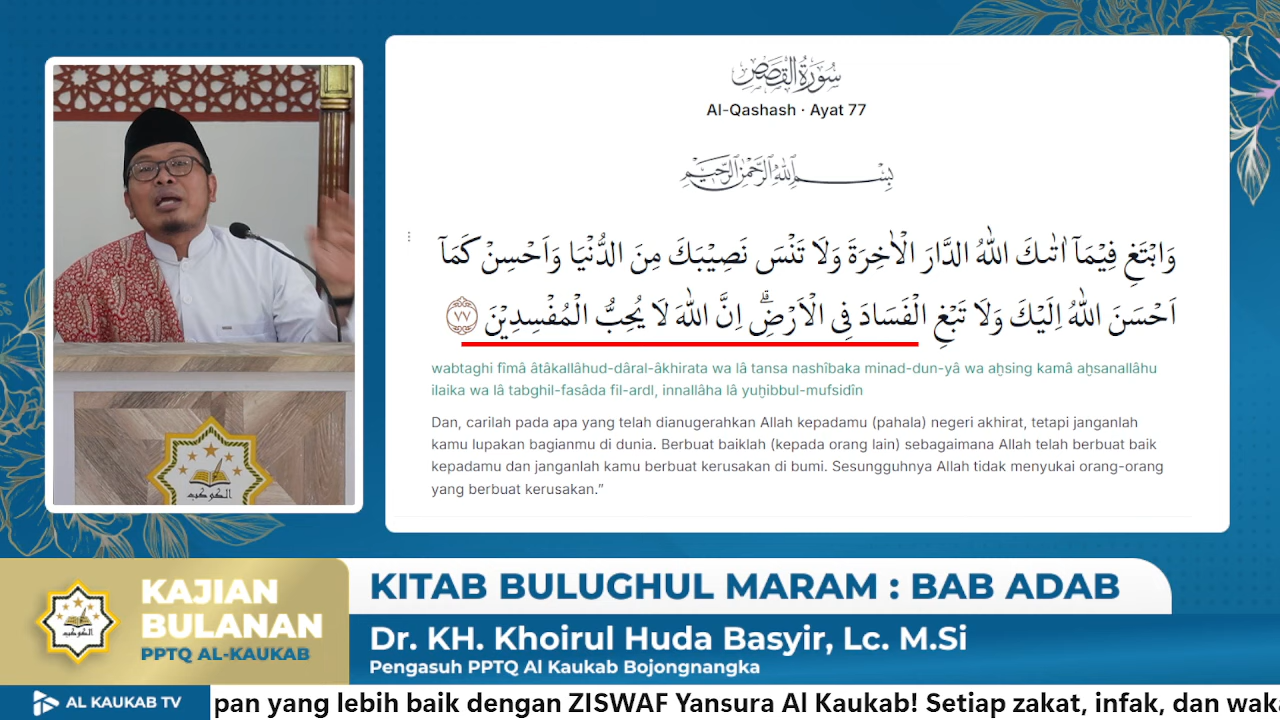 سُوْرَةُ القَصَصِ
Al-Qashash · Ayat 77
بِسْمِ اللّٰهِ الرَّحْمٰنِ الرَّحِيْمِ
وَابْتَغِ فِيْمَآ اٰتٰىكَ اللّٰهُ الدَّارَ الْاٰخِرَةَ وَلَا تَنْسَ نَصِيْبَكَ مِنَ الدُّنْيَا وَاَحْسِنْ كَمَآ
اَحْسَنَ اللّٰهُ اِلَيْكَ وَلَا تَبْغِ الْفَسَادَ فِى الْاَرْضِۗ اِنَّ اللّٰهَ لَا يُحِبُّ الْمُفْسِدِيْنَ ٧٧
wabtaghi fîmâ âtâkallâhud-dâral-âkhirata wa lâ tansa nashîbaka minad-dun-yâ wa aḫsing kamâ aḫsanallâhu
ilaika wa lâ tabghil-fasâda fil-ardl, innallâha lâ yuḫibbul-mufsidîn
Dan, carilah pada apa yang telah dianugerahkan Allah kepadamu (pahala) negeri akhirat, tetapi janganlah
kamu lupakan bagianmu di dunia. Berbuat baiklah (kepada orang lain) sebagaimana Allah telah berbuat baik
kepadamu dan janganlah kamu berbuat kerusakan di bumi. Sesungguhnya Allah tidak menyukai orang-orang
yang berbuat kerusakan.”
الكوكب
KAJIAN
BULANAN
PPTQ AL-KAUKAB
الكوكب
KITAB BULUGHUL MARAM : BAB ADAB
Dr. KH. Khoirul Huda Basyir, Lc. M.Si
Pengasuh PPTQ Al Kaukab Bojongnangka
AL KAUKAB TV
pan yang lebih baik dengan ZISWAF Yansura Al Kaukab! Setiap zakat, infak, dan waka